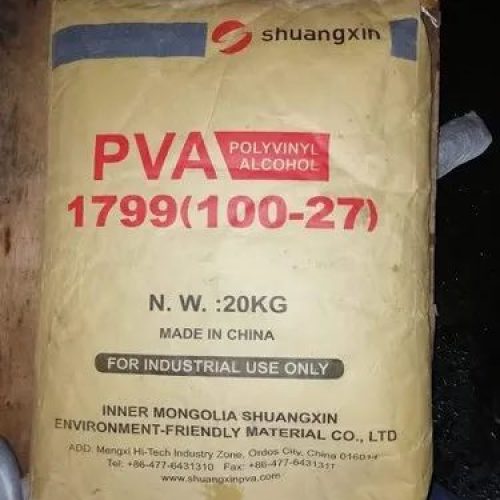 shuangxin
PVA POLYVINYL
ALCOHOL
1799(100-27)
N. W. :20KG
MADE IN CHINA
FOR INDUSTRIAL USE ONLY
INNER MONGOLIA SHUANGXIN
ENVIRONMENT-FRIENDLY MATERIAL CO., LTD
ADD: Mengxi Hi-Tech Industry Zone, Ordos City, China 016014
Tel: +86-477-6431310 Fax: +86-477-6431311
www.shuangxinpva.com